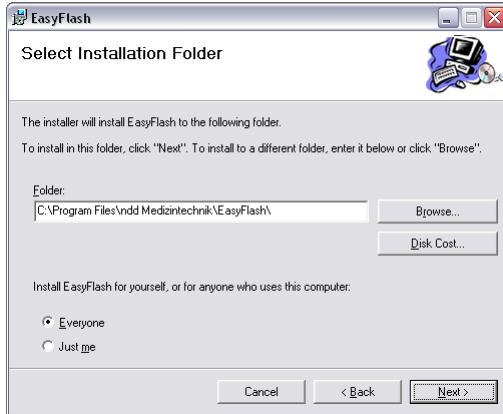 EasyFlash
Select Installation Folder
The installer will install EasyFlash to the following folder.
To install in this folder, click "Next". To install to a different folder, enter it below or click "Browse".
Folder:
C:\Program Files\ndd Medizintechnik\EasyFlash\
Browse...
Disk Cost...
Install EasyFlash for yourself, or for anyone who uses this computer:
Everyone
Just me
Cancel
< Back
Next >